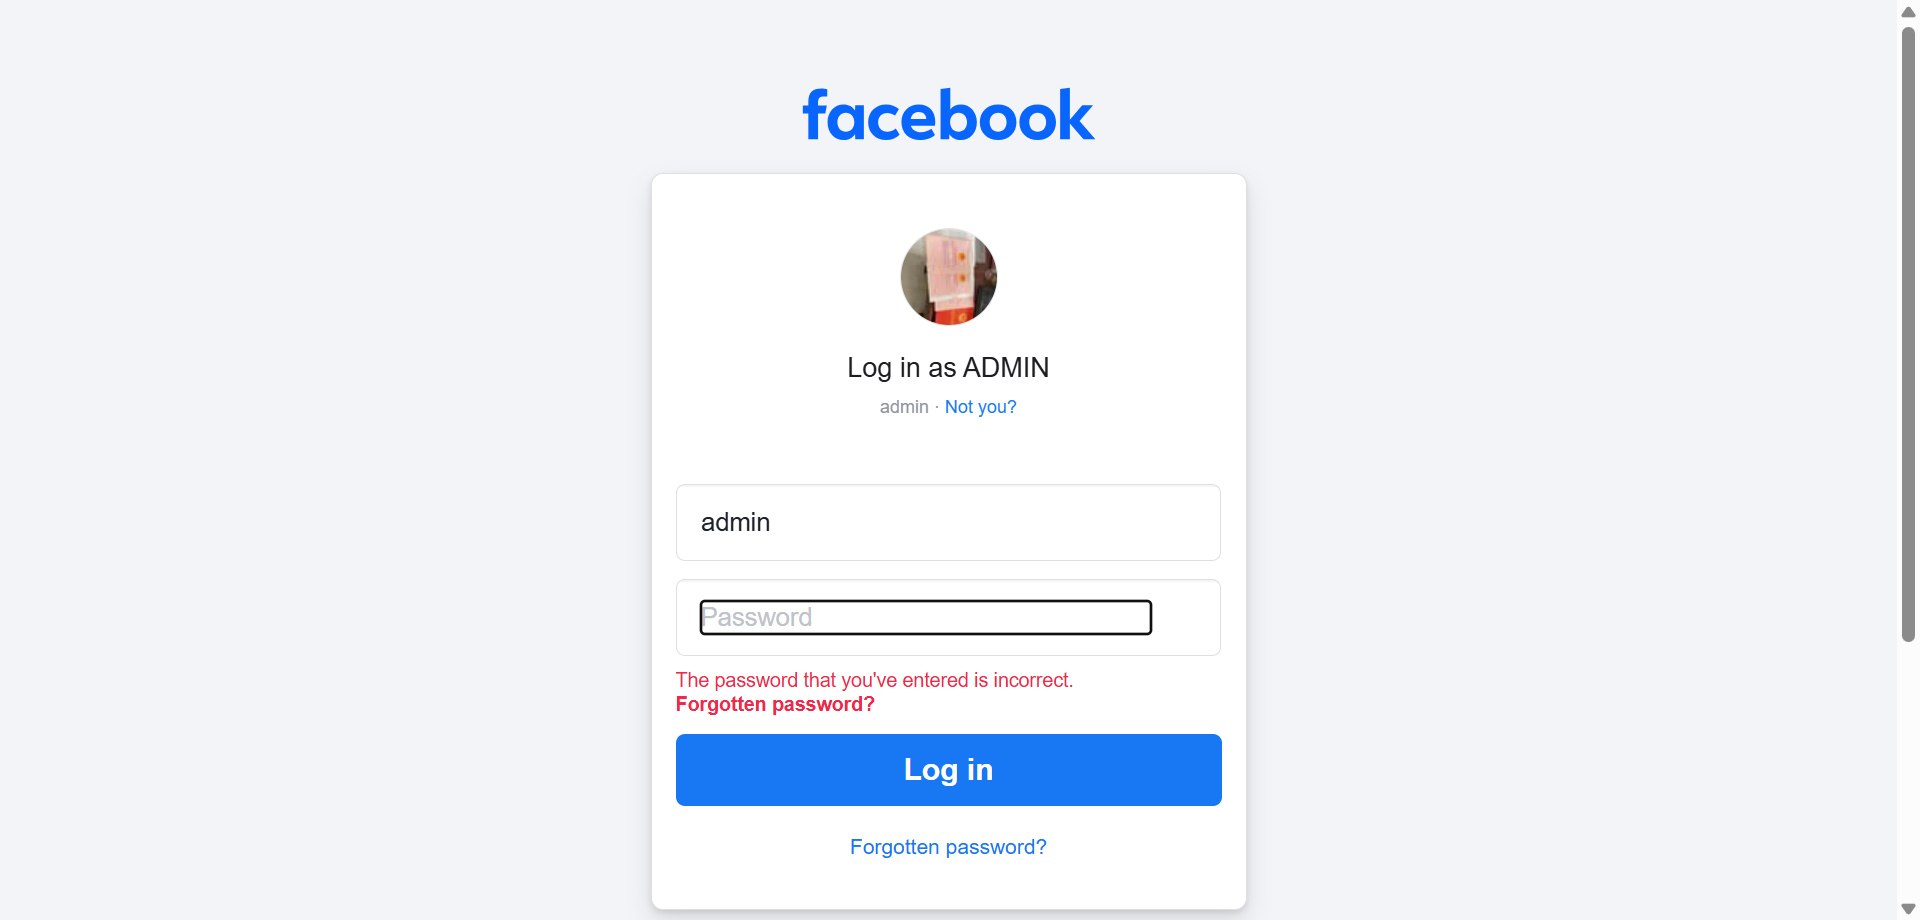 facebook
Log in as ADMIN
admin · Not you?
admin
Password
The password that you've entered is incorrect.
Forgotten password?
Log in
Forgotten password?